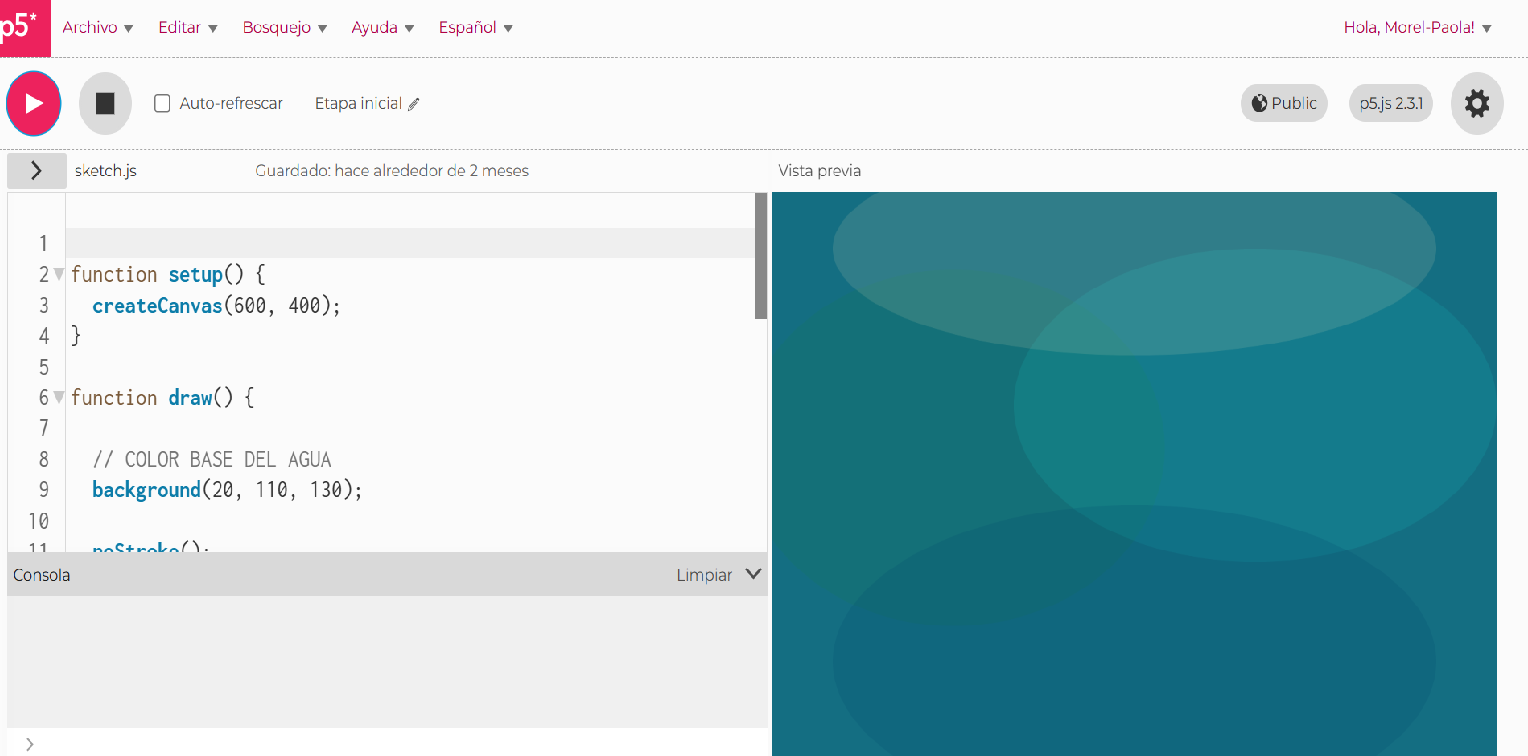 p5*
Archivo Editar Bosquejo Ayuda Español Hola, Morel-Paola!
Auto-refrescar Etapa inicial Public p5.js 2.3.1
sketch.js Guardado: hace alrededor de 2 meses Vista previa
1
2 function setup() {
3 createCanvas(600, 400);
4 }
5
6 function draw() {
7
8 // COLOR BASE DEL AGUA
9 background(20, 110, 130);
10
11 noStroke();
Consola Limpiar